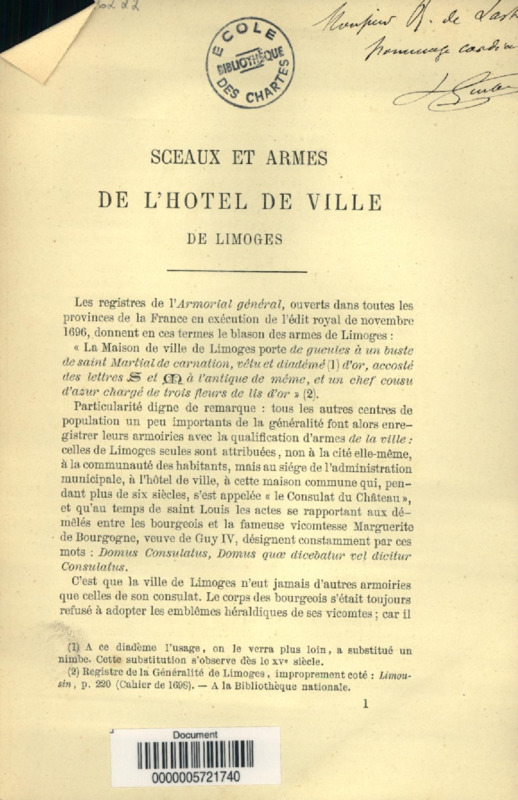 ECOLE
BIBLIOTHÈQUE
DES CHARTES
Monsieur R. de Last
hommage cordial
SCEAUX ET ARMES
DE L'HOTEL DE VILLE
DE LIMOGES
Les registres de l'Armorial général, ouverts dans toutes les
provinces de la France en exécution de l'édit royal de novembre
1696, donnent en ces termes le blason des armes de Limoges :
« La Maison de ville de Limoges porte de gueules à un buste
de saint Martial de carnation, vêtu et diadémé (1) d'or, accosté
des lettres S et M à l'antique de même, et un chef cousu
d'azur chargé de trois fleurs de lis d'or » (2).
Particularité digne de remarque : tous les autres centres de
population un peu importants de la généralité font alors enre-
gistrer leurs armoiries avec la qualification d'armes de la ville :
celles de Limoges seules sont attribuées, non à la cité elle-même,
à la communauté des habitants, mais au siége de l'administration
municipale, à l'hôtel de ville, à cette maison commune qui, pen-
dant plus de six siècles, s'est appelée « le Consulat du Château »,
et qu'au temps de saint Louis les actes se rapportant aux dé-
mêlés entre les bourgeois et la fameuse vicomtesse Marguerite
de Bourgogne, veuve de Guy IV, désignent constamment par ces
mots : Domus Consulatus, Domus quæ dicebatur vel dicitur
Consulatus.
C'est que la ville de Limoges n'eut jamais d'autres armoiries
que celles de son consulat. Le corps des bourgeois s'était toujours
refusé à adopter les emblêmes héraldiques de ses vicomtes ; car il
(1) A ce diadème l'usage, on le verra plus loin, a substitué un
nimbe. Cette substitution s'observe dès le XVe siècle.
(2) Registre de la Généralité de Limoges, improprement coté : Limou-
sin, p. 220 (Cahier de 1698). — A la Bibliothèque nationale.
1
Document
0000005721740